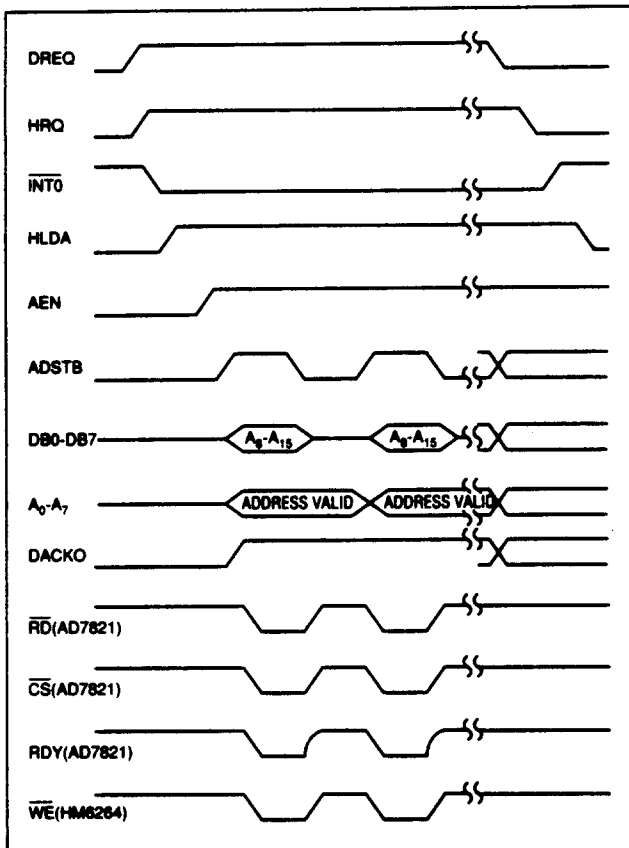 DREQ
HRQ
INT0
HLDA
AEN
ADSTB
DB0-DB7 A₈-A₁₅ A₈-A₁₅
A₀-A₇ ADDRESS VALID ADDRESS VALID
DACKO
RD(AD7821)
CS(AD7821)
RDY(AD7821)
WE(HM6264)